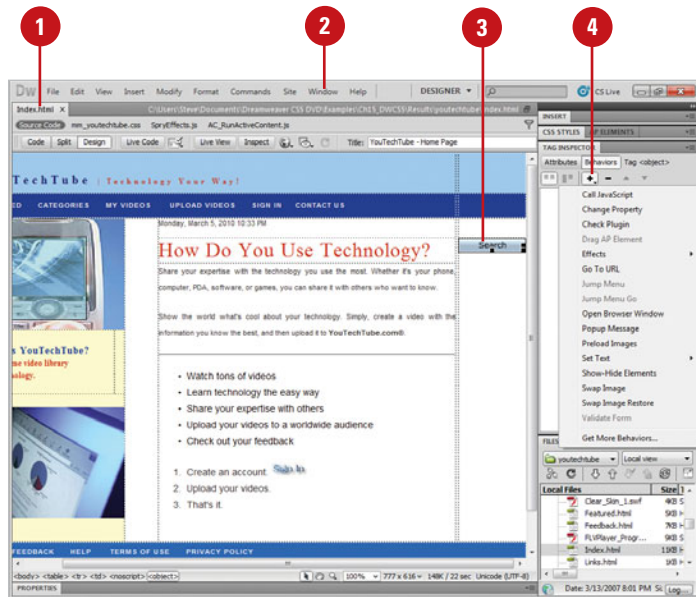 1 2 3 4
DW File Edit View Insert Modify Format Commands Site Window Help DESIGNER CS Live
Index.html × C:\Users\Steve\Documents\Dreamweaver CS5 DVD\Examples\Ch15_DWCS5\Results\youtechtube\Index.html
Source Code mm_youtechtube.css SpryEffects.js AC_RunActiveContent.js
Code Split Design Live Code Live View Inspect Title: YouTechTube - Home Page
TechTube | Technology Your Way!
ED CATEGORIES MY VIDEOS UPLOAD VIDEOS SIGN IN CONTACT US
Monday, March 5, 2010 10:33 PM
How Do You Use Technology?
Search
Share your expertise with the technology you use the most. Whether it's your phone,
computer, PDA, software, or games, you can share it with others who want to know.
Show the world what's cool about your technology. Simply, create a video with the
information you know the best, and then upload it to YouTechTube.com®.
s YouTechTube?
ne video library
nology.
• Watch tons of videos
• Learn technology the easy way
• Share your expertise with others
• Upload your videos to a worldwide audience
• Check out your feedback
1. Create an account. Sign In
2. Upload your videos.
3. That's it.
FEEDBACK HELP TERMS OF USE PRIVACY POLICY
<body> <table> <tr> <td> <noscript> <object> 100% 777 x 616 148K / 22 sec Unicode (UTF-8)
PROPERTIES
INSERT
CSS STYLES AP ELEMENTS
TAG INSPECTOR
Attributes Behaviors Tag <object>
Call JavaScript
Change Property
Check Plugin
Drag AP Element
Effects
Go To URL
Jump Menu
Jump Menu Go
Open Browser Window
Popup Message
Preload Images
Set Text
Show-Hide Elements
Swap Image
Swap Image Restore
Validate Form
Get More Behaviors...
FILES
youtechtube Local view
Local Files Size
Clear_Skin_1.swf 4KB S
Featured.html 5KB H
Feedback.html 7KB H
FLVPlayer_Progr... 9KB S
Index.html 11KB H
Links.html 1KB H
Date: 3/13/2007 8:01 PM Log...